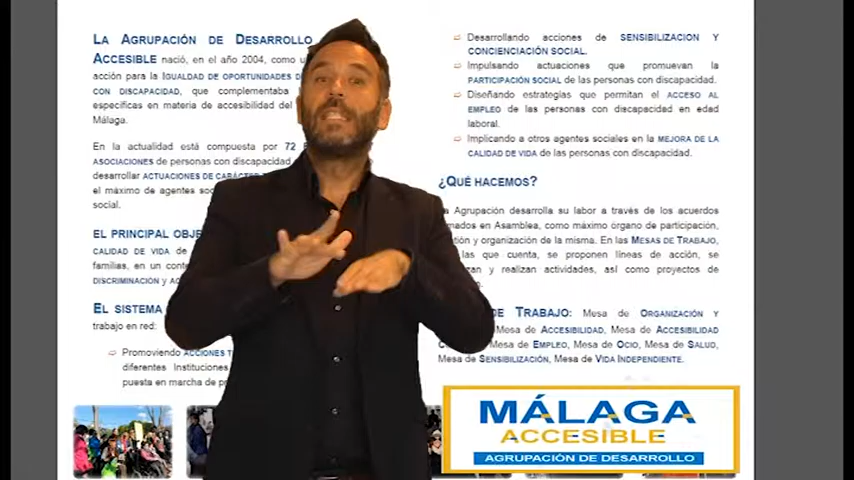 LA AGRUPACIÓN DE DESARROLLO
ACCESIBLE nació, en el año 2004, como
acción para la IGUALDAD DE OPORTUNIDADES
CON DISCAPACIDAD, que complementaba
específicas en materia de accesibilidad del
Málaga.
En la actualidad está compuesta por 72
ASOCIACIONES de personas con discapacidad
desarrollar ACTUACIONES DE CARÁCTER
el máximo de agentes
social.
EL PRINCIPAL
CALIDAD DE VIDA de
familias, en un
DISCRIMINACIÓN y
EL SISTEMA
trabajo en red:
⇨ Promoviendo ACCIONES
diferentes Instituciones
puesta en marcha de
⇨ Desarrollando acciones de SENSIBILIZACION Y
CONCIENCIACIÓN SOCIAL.
⇨ Impulsando actuaciones que promuevan la
PARTICIPACIÓN SOCIAL de las personas con discapacidad.
⇨ Diseñando estrategias que permitan el ACCESO AL
EMPLEO de las personas con discapacidad en edad
laboral.
⇨ Implicando a otros agentes sociales en la MEJORA DE LA
CALIDAD DE VIDA de las personas con discapacidad.
¿QUÉ HACEMOS?
Agrupación desarrolla su labor a través de los acuerdos
en Asamblea, como máximo órgano de participación,
y organización de la misma. En las MESAS DE TRABAJO,
las que cuenta, se proponen líneas de acción, se
y realizan actividades, así como proyectos de
DE TRABAJO: Mesa de ORGANIZACIÓN Y
Mesa de ACCESIBILIDAD, Mesa de ACCESIBILIDAD
Mesa de EMPLEO, Mesa de OCIO, Mesa de SALUD,
Mesa de SENSIBILIZACIÓN, Mesa de VIDA INDEPENDIENTE.
MÁLAGA
ACCESIBLE
AGRUPACIÓN DE DESARROLLO